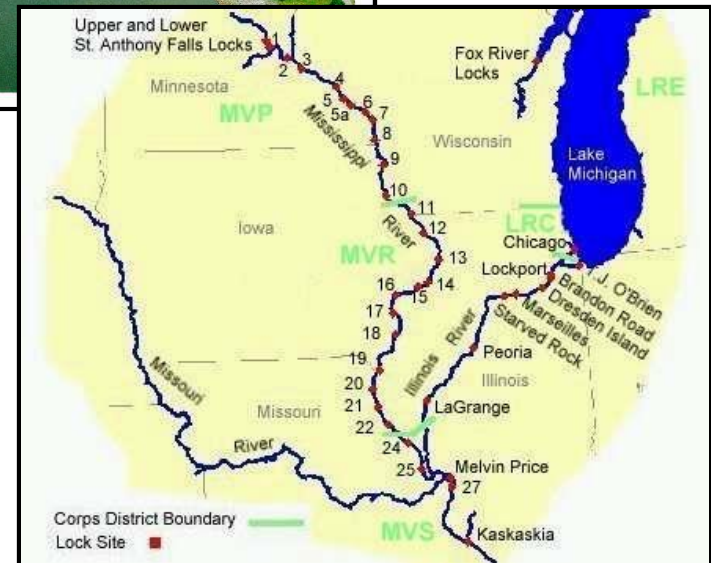 Upper and Lower
St. Anthony Falls Locks
1
2
3
4
5
5a
6
7
8
9
10
11
12
13
14
15
16
17
18
19
20
21
22
24
25
27
Minnesota
MVP
Mississippi
River
Wisconsin
Fox River
Locks
LRE
Lake
Michigan
Iowa
MVR
LRC
Chicago
Lockport
T.J. O'Brien
Brandon Road
Dresden Island
Marseilles
Starved Rock
Illinois River
Peoria
Illinois
LaGrange
Missouri
River
Missouri
Melvin Price
MVS
Kaskaskia
Corps District Boundary
Lock Site